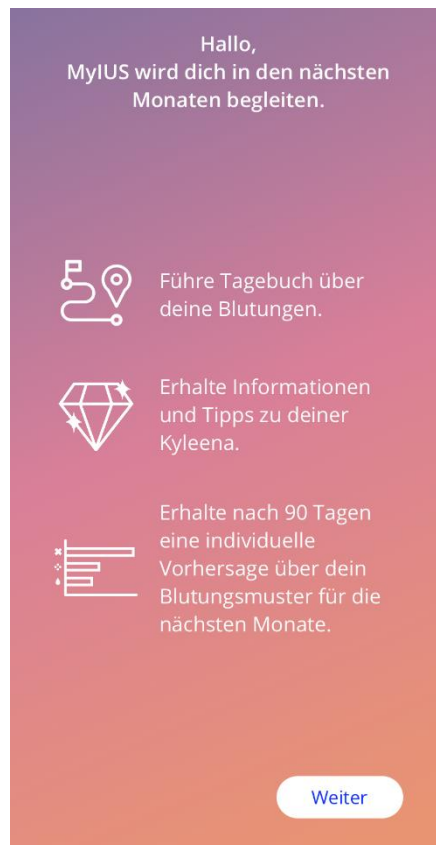 Hallo,
MyIUS wird dich in den nächsten
Monaten begleiten.
Führe Tagebuch über
deine Blutungen.
Erhalte Informationen
und Tipps zu deiner
Kyleena.
Erhalte nach 90 Tagen
eine individuelle
Vorhersage über dein
Blutungsmuster für die
nächsten Monate.
Weiter